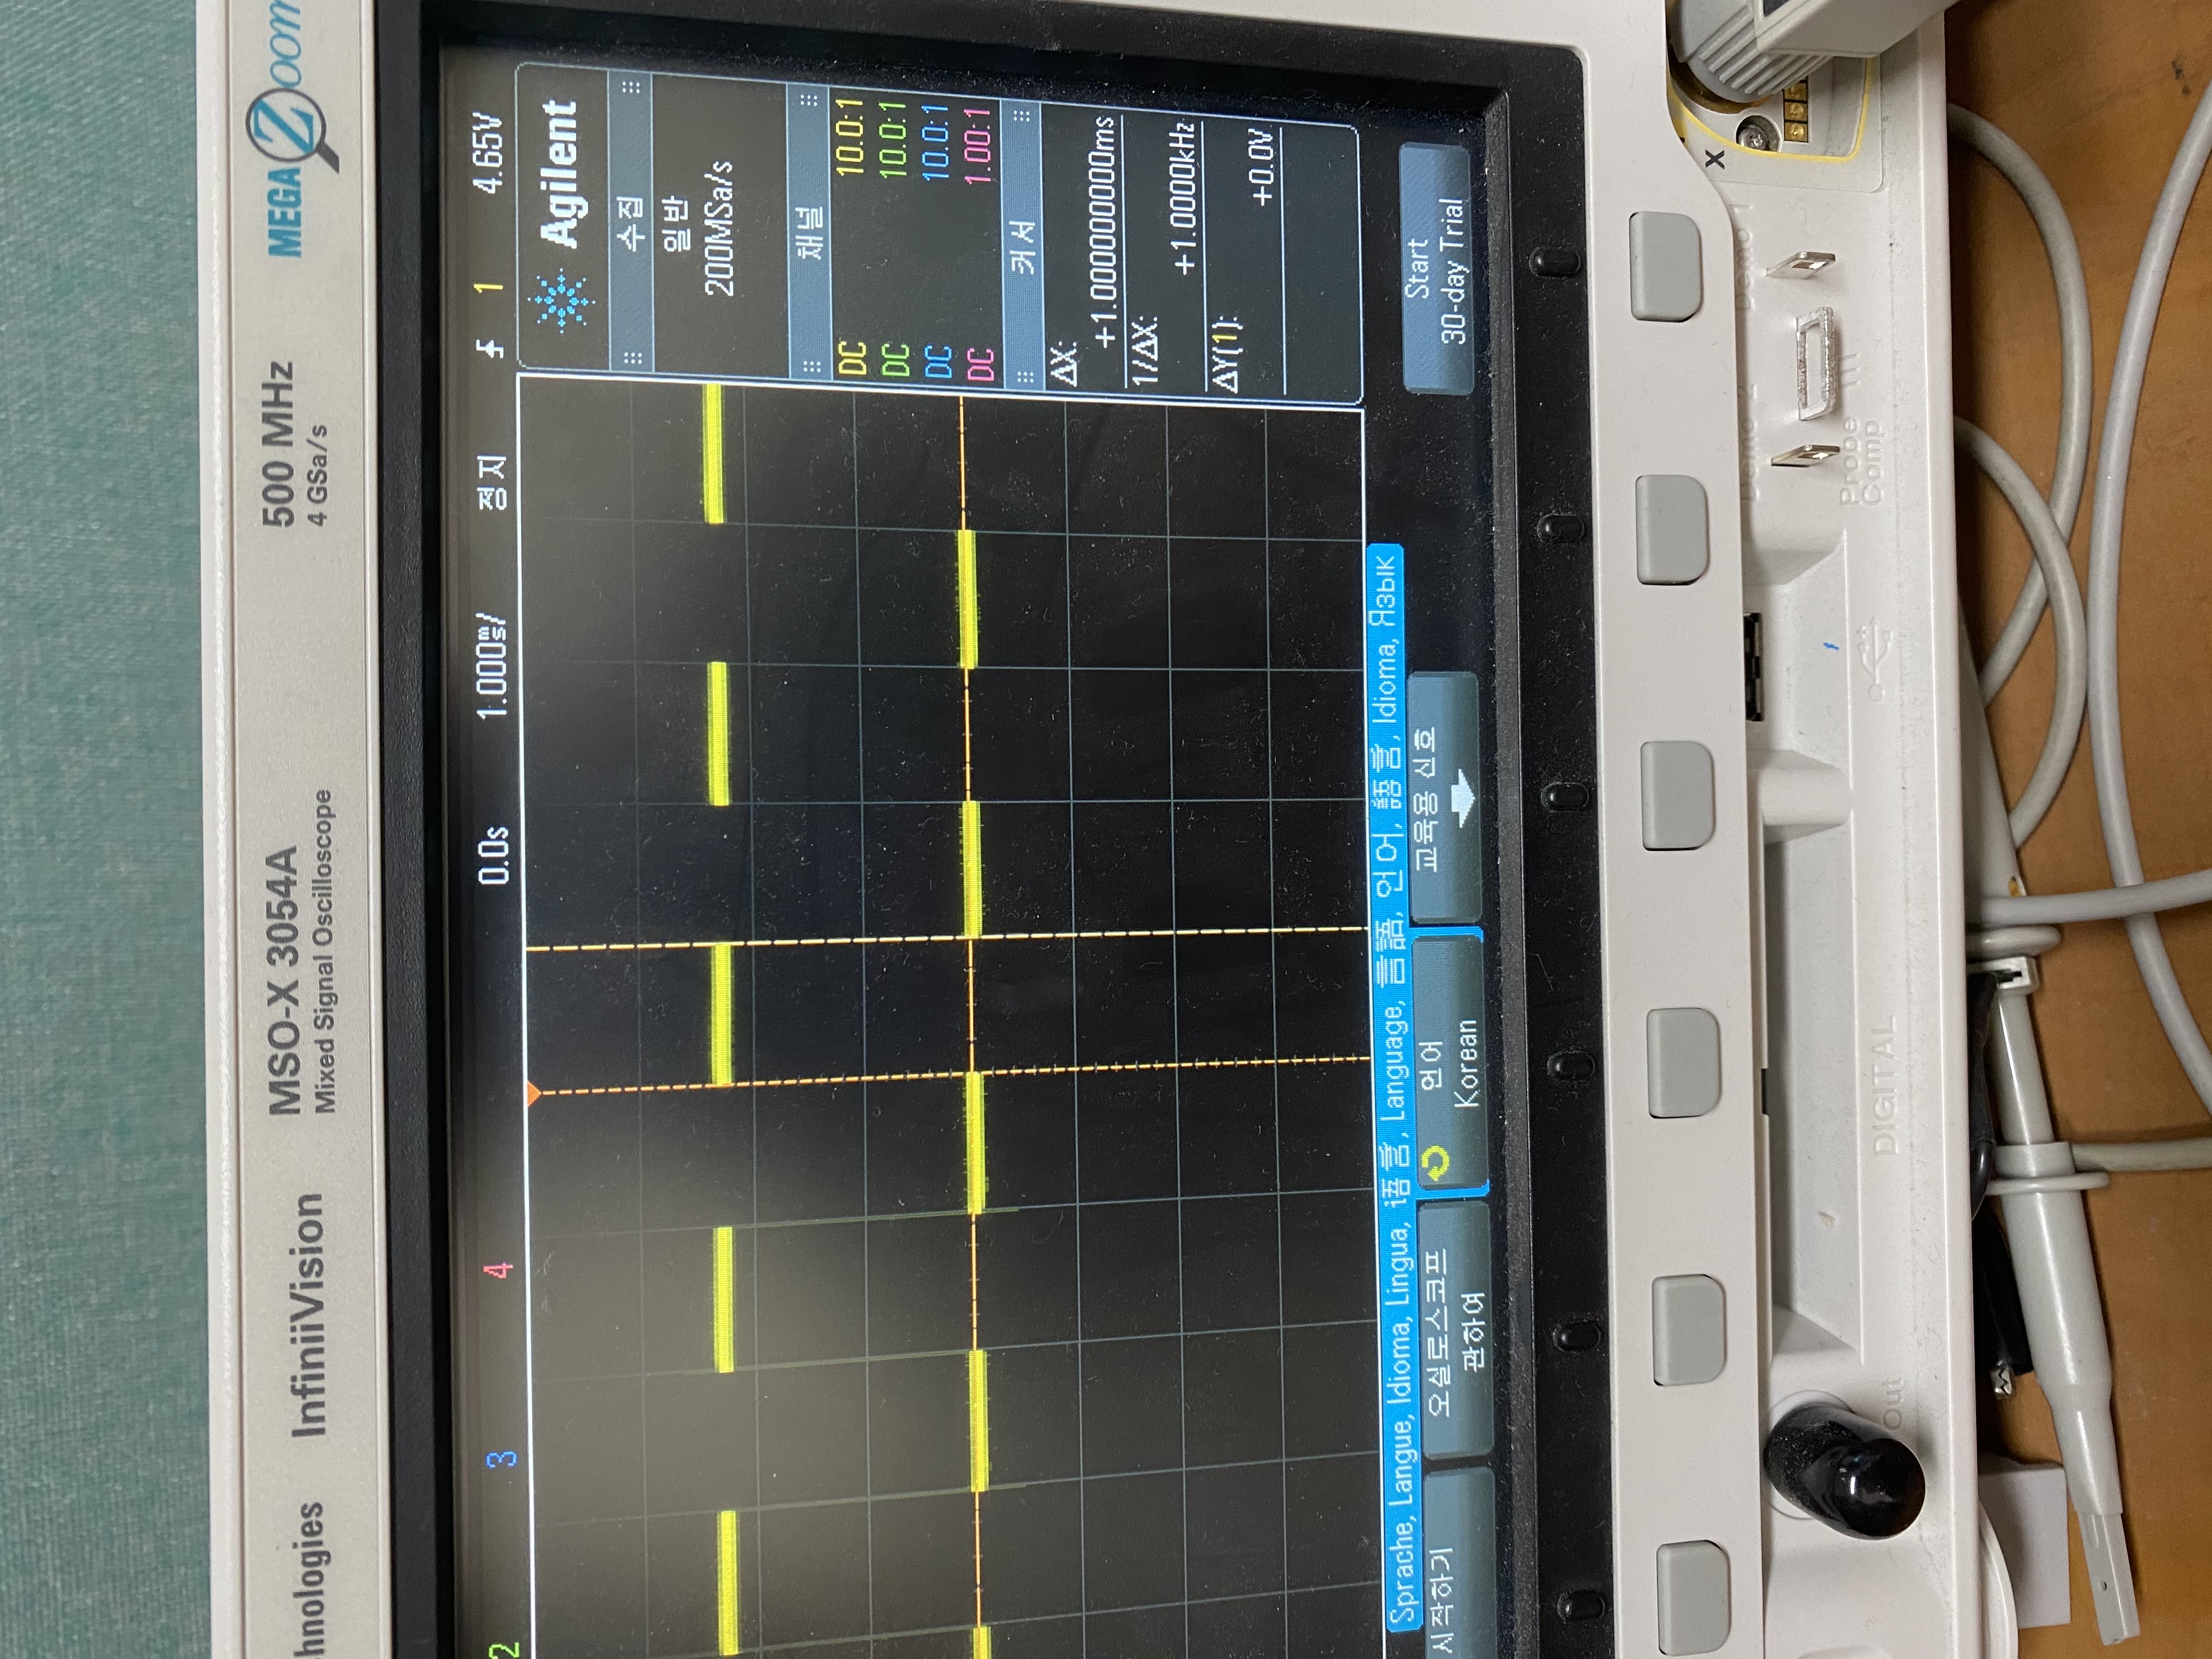 hnologies InfiniiVision MSO-X 3054A 500 MHz MEGA Zoom
Mixed Signal Oscilloscope 4 GSa/s
2 3 4 0.0s 1.000ms/ 정지 1 4.65V
Agilent
수집
일반
200MSa/s
채널
DC 10.0:1
DC 10.0:1
DC 10.0:1
DC 1.00:1
커서
ΔX:
+1.000000000ms
1/ΔX:
+1.0000kHz
ΔY(1):
+0.0V
Sprache, Langue, Idioma, Lingua, 语言, Language, 言語, 언어, 語言, Idioma, Язык
시작하기
오실로스코프
관하여
언어
Korean
교육용 신호
Start
30-day Trial
X
Demo 2 Demo 1
Probe
Comp
Out
DIGITAL